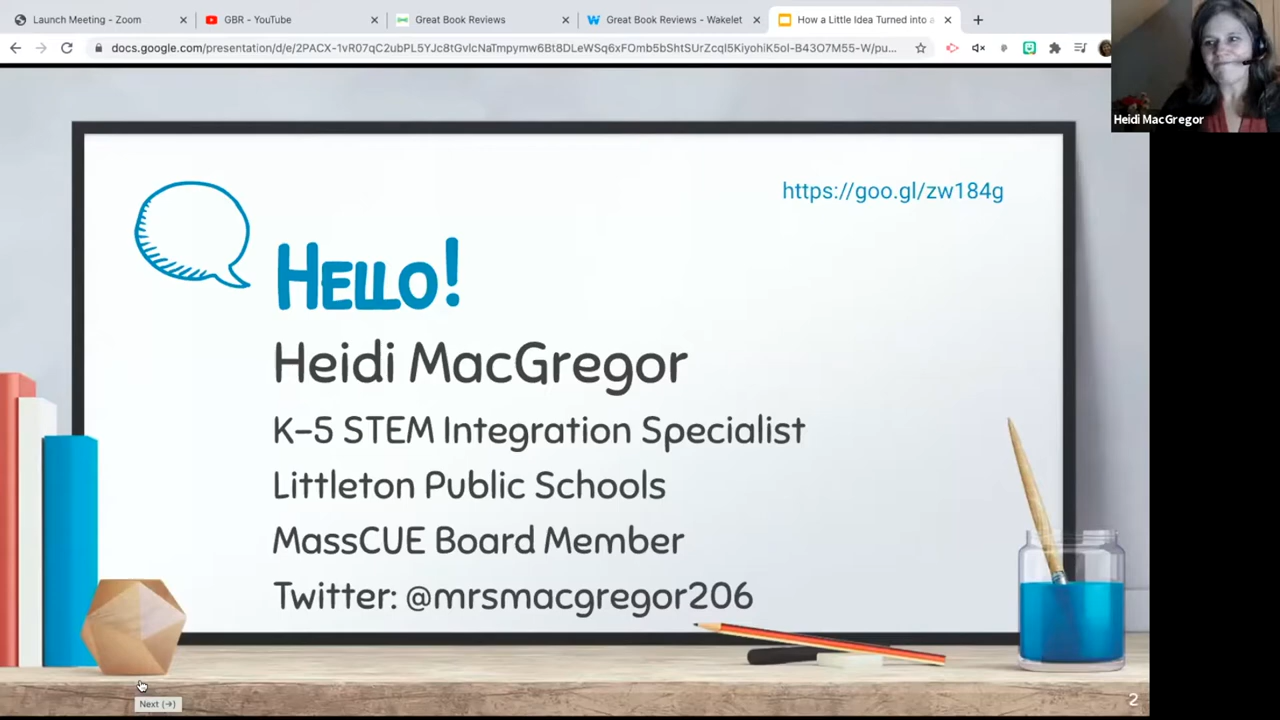 Launch Meeting - Zoom
GBR - YouTube
Great Book Reviews
Great Book Reviews - Wakelet
How a Little Idea Turned into a
docs.google.com/presentation/d/e/2PACX-1vR07qC2ubPL5YJc8tGvlcNaTmpymw6Bt8DLeWSq6xFOmb5bShtSUrZcqI5KiyohiK5oI-B43O7M55-W/pu...
Heidi MacGregor
https://goo.gl/zw184g
Hello!
Heidi MacGregor
K-5 STEM Integration Specialist
Littleton Public Schools
MassCUE Board Member
Twitter: @mrsmacgregor206
Next (→)
2